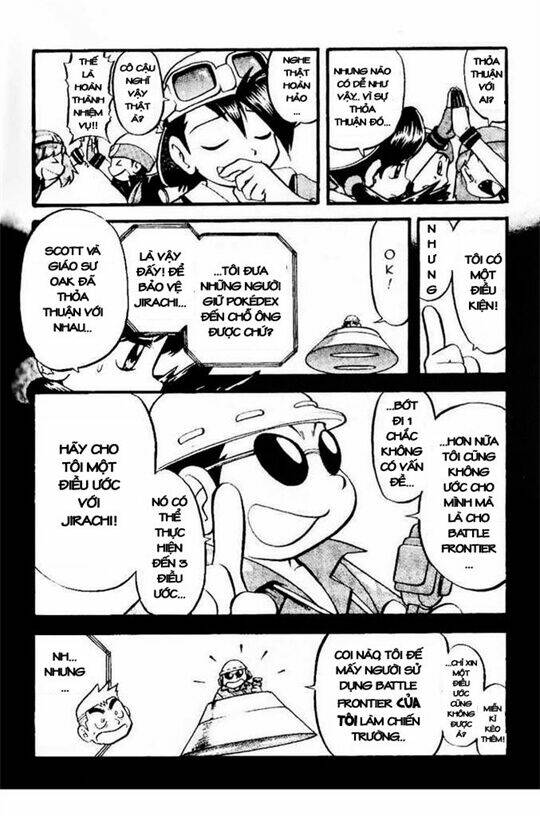 THỎA
THUẬN
VỚI
AI?
NHƯNG NÀO
CÓ DỄ NHƯ
VẬY... VÌ SỰ
THỎA
THUẬN ĐÓ...
NGHE
THẬT
HOÀN
HẢO
...
CÔ CẬU
NGHĨ
VẬY
THẬT
Á?
THẾ
LÀ
HOÀN
THÀNH
NHIỆM
VỤ!!
TÔI CÓ
MỘT
ĐIỀU
KIỆN!
NHƯNG
OK!
...TÔI ĐƯA
NHỮNG NGƯỜI
GIỮ POKÉDEX
ĐẾN CHỖ ÔNG
ĐƯỢC CHỨ?
LÀ VẬY
ĐẤY! ĐỂ
BẢO VỆ
JIRACHI...
SCOTT VÀ
GIÁO SƯ
OAK ĐÃ
THỎA
THUẬN VỚI
NHAU...
...HƠN NỮA
TÔI CŨNG
KHÔNG
ƯỚC CHO
MÌNH MÀ
LÀ CHO
BATTLE
FRONTIER
...
...BỚT
ĐI 1
CHẮC
KHÔNG CÓ
VẤN
ĐỀ...
NÓ CÓ
THỂ
THỰC
HIỆN
ĐẾN 3
ĐIỀU
ƯỚC...
HÃY CHO
TÔI MỘT
ĐIỀU ƯỚC
VỚI
JIRACHI!
MIỄN
KÌ
KÈO
THÊM!
...CHỈ XIN
MỘT
ĐIỀU
ƯỚC
CŨNG
KHÔNG
ĐƯỢC
Á?
COI NÀO, TÔI ĐỂ
MẤY NGƯỜI SỬ
DỤNG BATTLE
FRONTIER CỦA
TÔI LÀM CHIẾN
TRƯỜNG...
NH...
NHƯNG
...